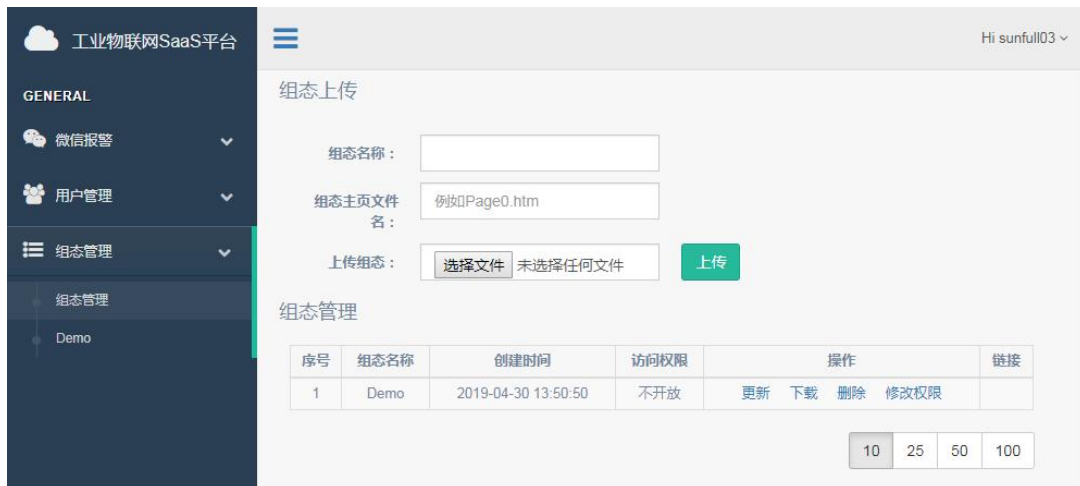 工业物联网SaaS平台
Hi sunfull03
GENERAL
微信报警
用户管理
组态管理
组态管理
Demo
组态上传
组态名称：
组态主页文件
名：
例如Page0.htm
上传组态：
选择文件 未选择任何文件
上传
组态管理
序号 组态名称 创建时间 访问权限 操作 链接
1 Demo 2019-04-30 13:50:50 不开放 更新 下载 删除 修改权限
10 25 50 100